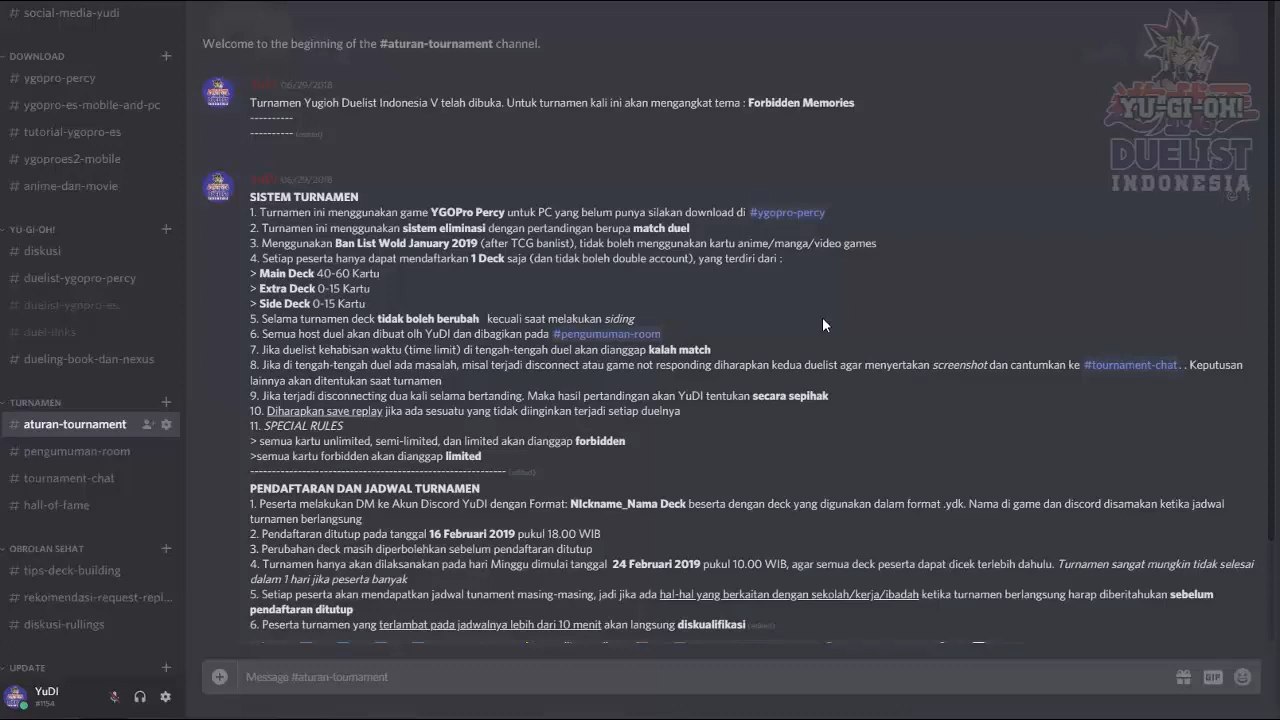 social-media-yudi
DOWNLOAD
# ygopro-percy
# ygopro-es-mobile-and-pc
# tutorial-ygopro-es
# ygoproes2-mobile
# anime-dan-movie
YU-GI-OH!
# diskusi
# duelist-ygopro-percy
# duelist-ygopro-es
# duel-links
# dueling-book-dan-nexus
TURNAMEN
# aturan-tournament
# pengumuman-room
# tournament-chat
# hall-of_fame
OBROLAN SEHAT
# tips-deck-building
# rekomendasi-request-repl...
# diskusi-rullings
UPDATE
YuDI
#1154
Welcome to the beginning of the #aturan-tournament channel.
YuDI 06/29/2018
Turnamen Yugioh Duelist Indonesia V telah dibuka. Untuk turnamen kali ini akan mengangkat tema : Forbidden Memories
----------
---------- (edited)
YuDI 06/29/2018
SISTEM TURNAMEN
1. Turnamen ini menggunakan game YGOPro Percy untuk PC yang belum punya silakan download di #ygopro-percy
2. Turnamen ini menggunakan sistem eliminasi dengan pertandingan berupa match duel
3. Menggunakan Ban List Wold January 2019 (after TCG banlist), tidak boleh menggunakan kartu anime/manga/video games
4. Setiap peserta hanya dapat mendaftarkan 1 Deck saja (dan tidak boleh double account), yang terdiri dari :
> Main Deck 40-60 Kartu
> Extra Deck 0-15 Kartu
> Side Deck 0-15 Kartu
5. Selama turnamen deck tidak boleh berubah kecuali saat melakukan siding
6. Semua host duel akan dibuat olh YuDI dan dibagikan pada #pengumuman-room
7. Jika duelist kehabisan waktu (time limit) di tengah-tengah duel akan dianggap kalah match
8. Jika di tengah-tengah duel ada masalah, misal terjadi disconnect atau game not responding diharapkan kedua duelist agar menyertakan screenshot dan cantumkan ke #tournament-chat . . Keputusan
lainnya akan ditentukan saat turnamen
9. Jika terjadi disconnecting dua kali selama bertanding. Maka hasil pertandingan akan YuDI tentukan secara sepihak
10. Diharapkan save replay jika ada sesuatu yang tidak diinginkan terjadi setiap duelnya
11. SPECIAL RULES
> semua kartu unlimited, semi-limited, dan limited akan dianggap forbidden
>semua kartu forbidden akan dianggap limited
------------------------------------------------------------ (edited)
PENDAFTARAN DAN JADWAL TURNAMEN
1. Peserta melakukan DM ke Akun Discord YuDI dengan Format: NIckname_Nama Deck beserta dengan deck yang digunakan dalam format .ydk. Nama di game dan discord disamakan ketika jadwal
turnamen berlangsung
2. Pendaftaran ditutup pada tanggal 16 Februari 2019 pukul 18.00 WIB
3. Perubahan deck masih diperbolehkan sebelum pendaftaran ditutup
4. Turnamen hanya akan dilaksanakan pada hari Minggu dimulai tanggal 24 Februari 2019 pukul 10.00 WIB, agar semua deck peserta dapat dicek terlebih dahulu. Turnamen sangat mungkin tidak selesai
dalam 1 hari jika peserta banyak
5. Setiap peserta akan mendapatkan jadwal tunament masing-masing, jadi jika ada hal-hal yang berkaitan dengan sekolah/kerja/ibadah ketika turnamen berlangsung harap diberitahukan sebelum
pendaftaran ditutup
6. Peserta turnamen yang terlambat pada jadwalnya lebih dari 10 menit akan langsung diskualifikasi (edited)
Message #aturan-tournament
GIF
YU-GI-OH!
DUELIST
INDONESIA